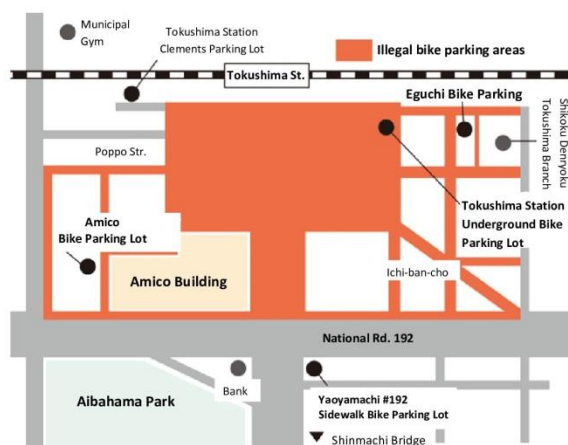 Municipal
Gym
Tokushima Station
Clements Parking Lot
Illegal bike parking areas
Tokushima St.
Eguchi Bike Parking
Shikoku Denryoku
Tokushima Branch
Poppo Str.
Amico
Bike Parking Lot
Tokushima Station
Underground Bike
Parking Lot
Amico Building
Ichi-ban-cho
National Rd. 192
Bank
Aibahama Park
Yaoyamachi #192
Sidewalk Bike Parking Lot
Shinmachi Bridge